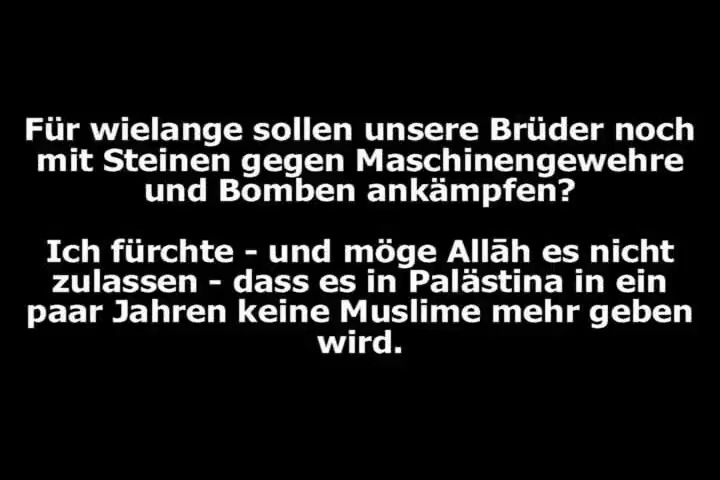 Für wielange sollen unsere Brüder noch
mit Steinen gegen Maschinengewehre
und Bomben ankämpfen?
Ich fürchte - und möge Allāh es nicht
zulassen - dass es in Palästina in ein
paar Jahren keine Muslime mehr geben
wird.